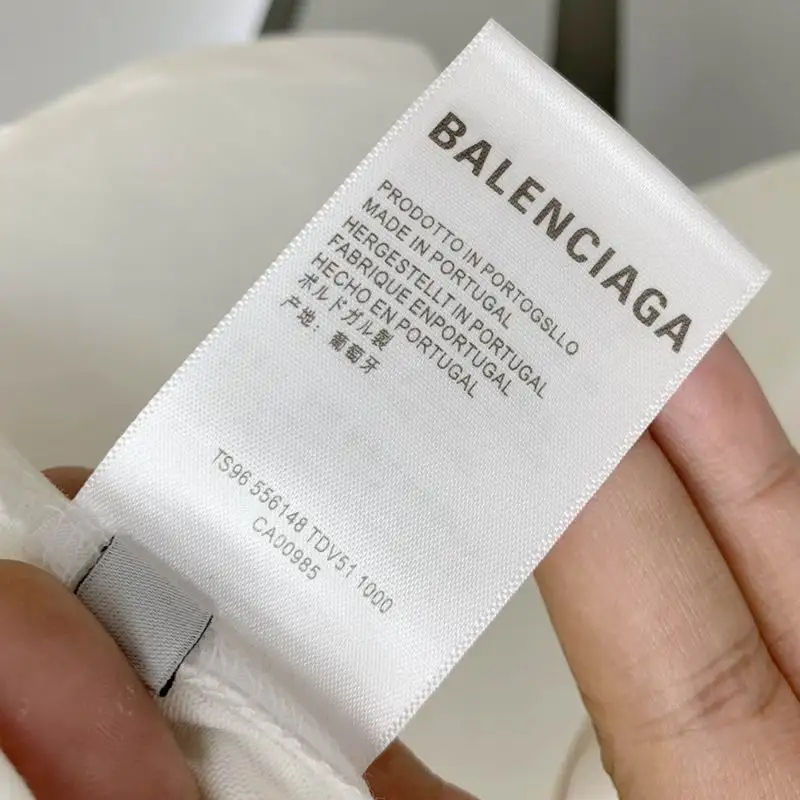 BALENCIAGA
PRODOTTO IN PORTOGSLLO
MADE IN PORTUGAL
HERGESTELLT IN PORTUGAL
FABRIQUE ENPORTUGAL
HECHO EN PORTUGAL
ポルドガル製
产地：葡萄牙
TS96 556148 TDV51 1000
CA00985